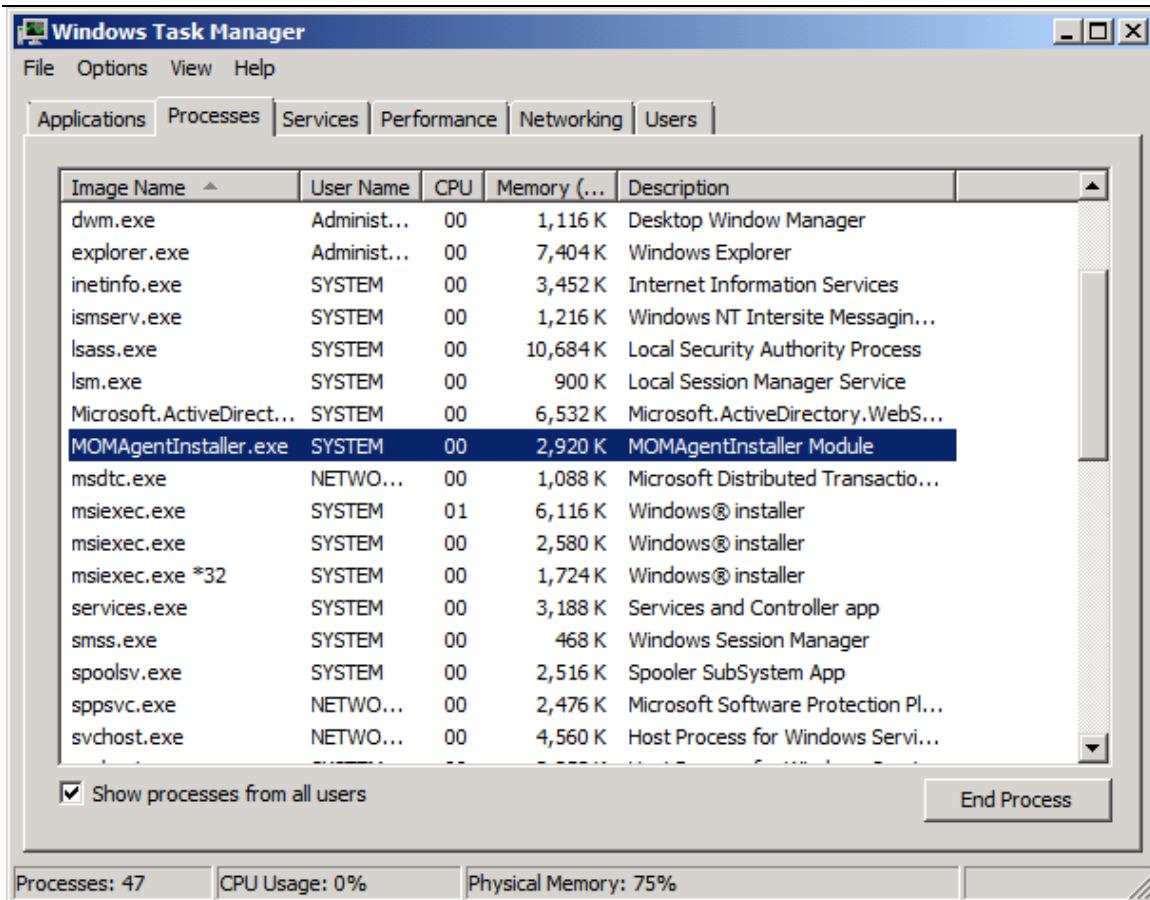 Windows Task Manager
File Options View Help
Applications Processes Services Performance Networking Users
Image Name User Name CPU Memory (... Description
dwm.exe Administ... 00 1,116 K Desktop Window Manager
explorer.exe Administ... 00 7,404 K Windows Explorer
inetinfo.exe SYSTEM 00 3,452 K Internet Information Services
ismserv.exe SYSTEM 00 1,216 K Windows NT Intersite Messagin...
lsass.exe SYSTEM 00 10,684 K Local Security Authority Process
lsm.exe SYSTEM 00 900 K Local Session Manager Service
Microsoft.ActiveDirect... SYSTEM 00 6,532 K Microsoft.ActiveDirectory.WebS...
MOMAgentInstaller.exe SYSTEM 00 2,920 K MOMAgentInstaller Module
msdtc.exe NETWO... 00 1,088 K Microsoft Distributed Transactio...
msiexec.exe SYSTEM 01 6,116 K Windows® installer
msiexec.exe SYSTEM 00 2,580 K Windows® installer
msiexec.exe *32 SYSTEM 00 1,724 K Windows® installer
services.exe SYSTEM 00 3,188 K Services and Controller app
smss.exe SYSTEM 00 468 K Windows Session Manager
spoolsv.exe SYSTEM 00 2,516 K Spooler SubSystem App
sppsvc.exe NETWO... 00 2,476 K Microsoft Software Protection Pl...
svchost.exe NETWO... 00 4,560 K Host Process for Windows Servi...
Show processes from all users
End Process
Processes: 47 CPU Usage: 0% Physical Memory: 75%